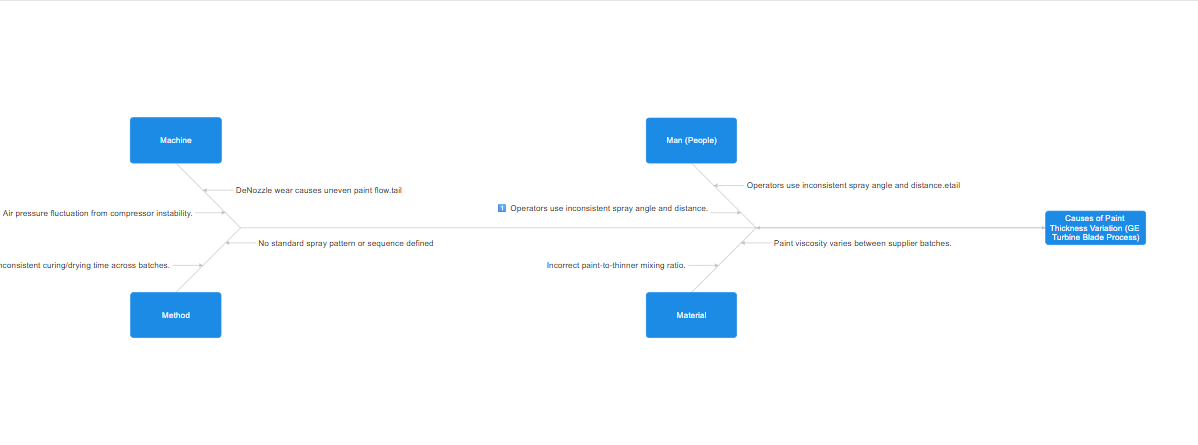 Machine
Man (People)
DeNozzle wear causes uneven paint flow.tail
Operators use inconsistent spray angle and distance.etail
Air pressure fluctuation from compressor instability.
1 Operators use inconsistent spray angle and distance.
Causes of Paint
Thickness Variation (GE
Turbine Blade Process)
No standard spray pattern or sequence defined
Paint viscosity varies between supplier batches.
nconsistent curing/drying time across batches.
Incorrect paint-to-thinner mixing ratio.
Method
Material